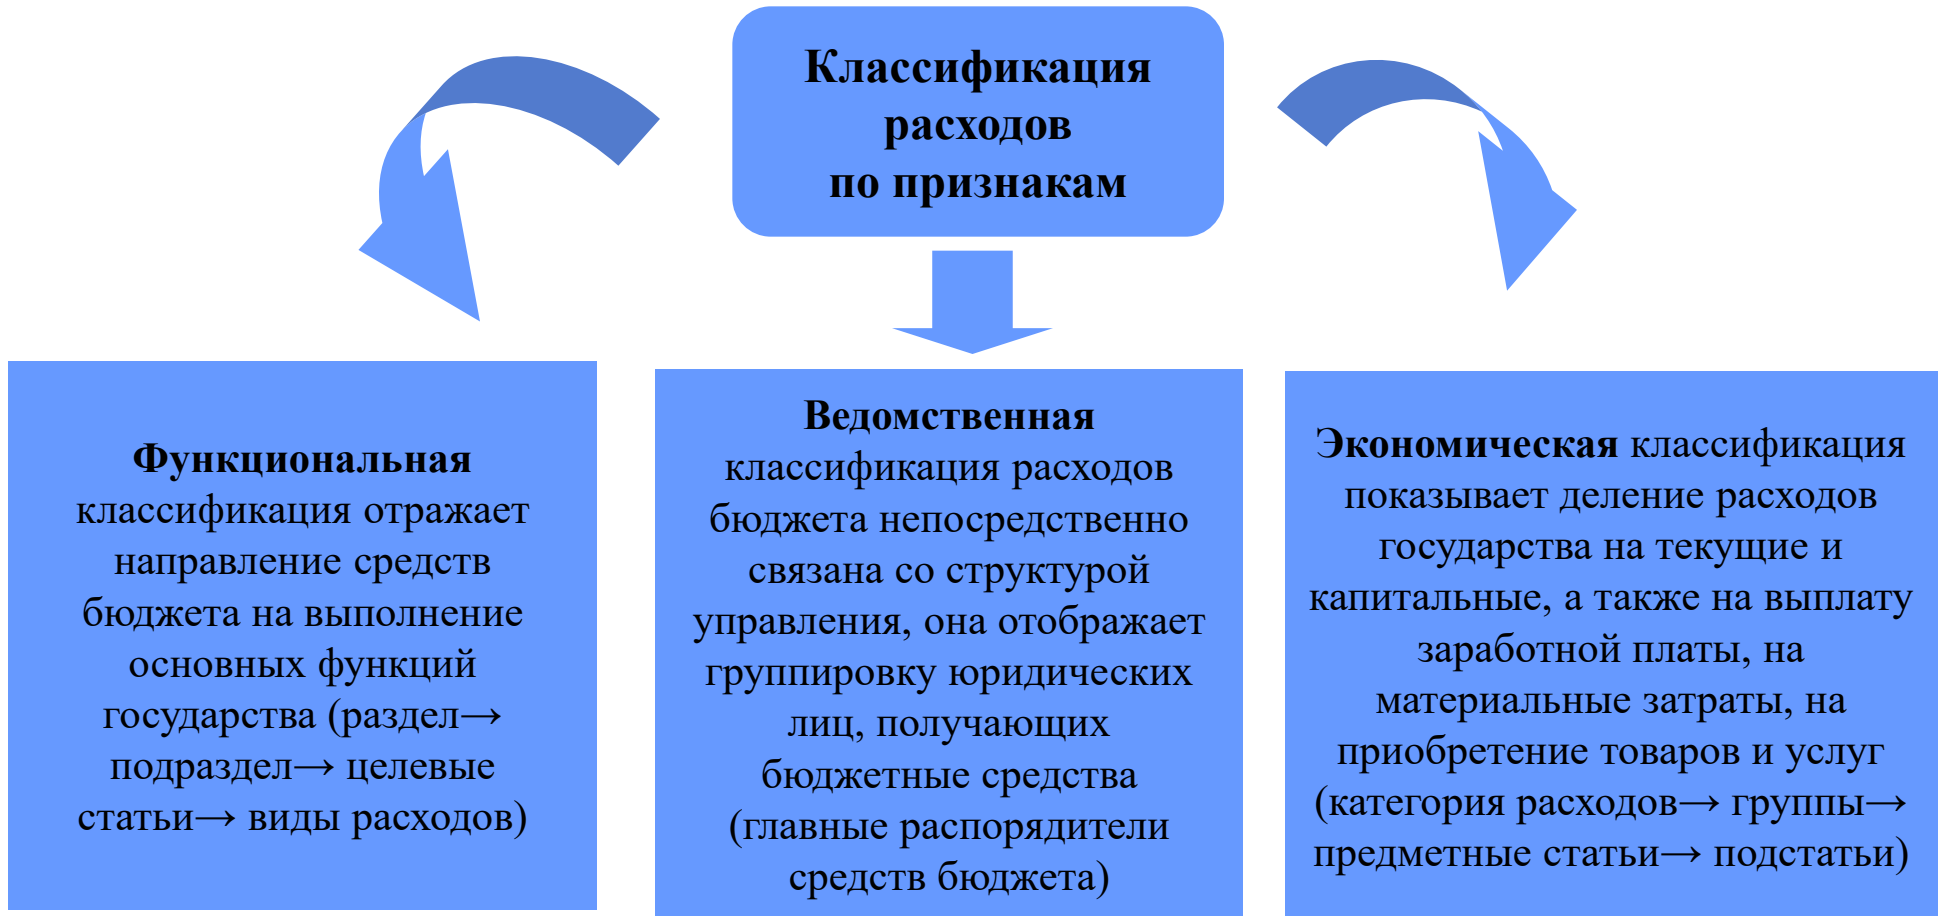 Классификация
расходов
по признакам
Функциональная
классификация отражает
направление средств
бюджета на выполнение
основных функций
государства (раздел→
подраздел→ целевые
статьи→ виды расходов)
Ведомственная
классификация расходов
бюджета непосредственно
связана со структурой
управления, она отображает
группировку юридических
лиц, получающих
бюджетные средства
(главные распорядители
средств бюджета)
Экономическая классификация
показывает деление расходов
государства на текущие и
капитальные, а также на выплату
заработной платы, на
материальные затраты, на
приобретение товаров и услуг
(категория расходов→ группы→
предметные статьи→ подстатьи)